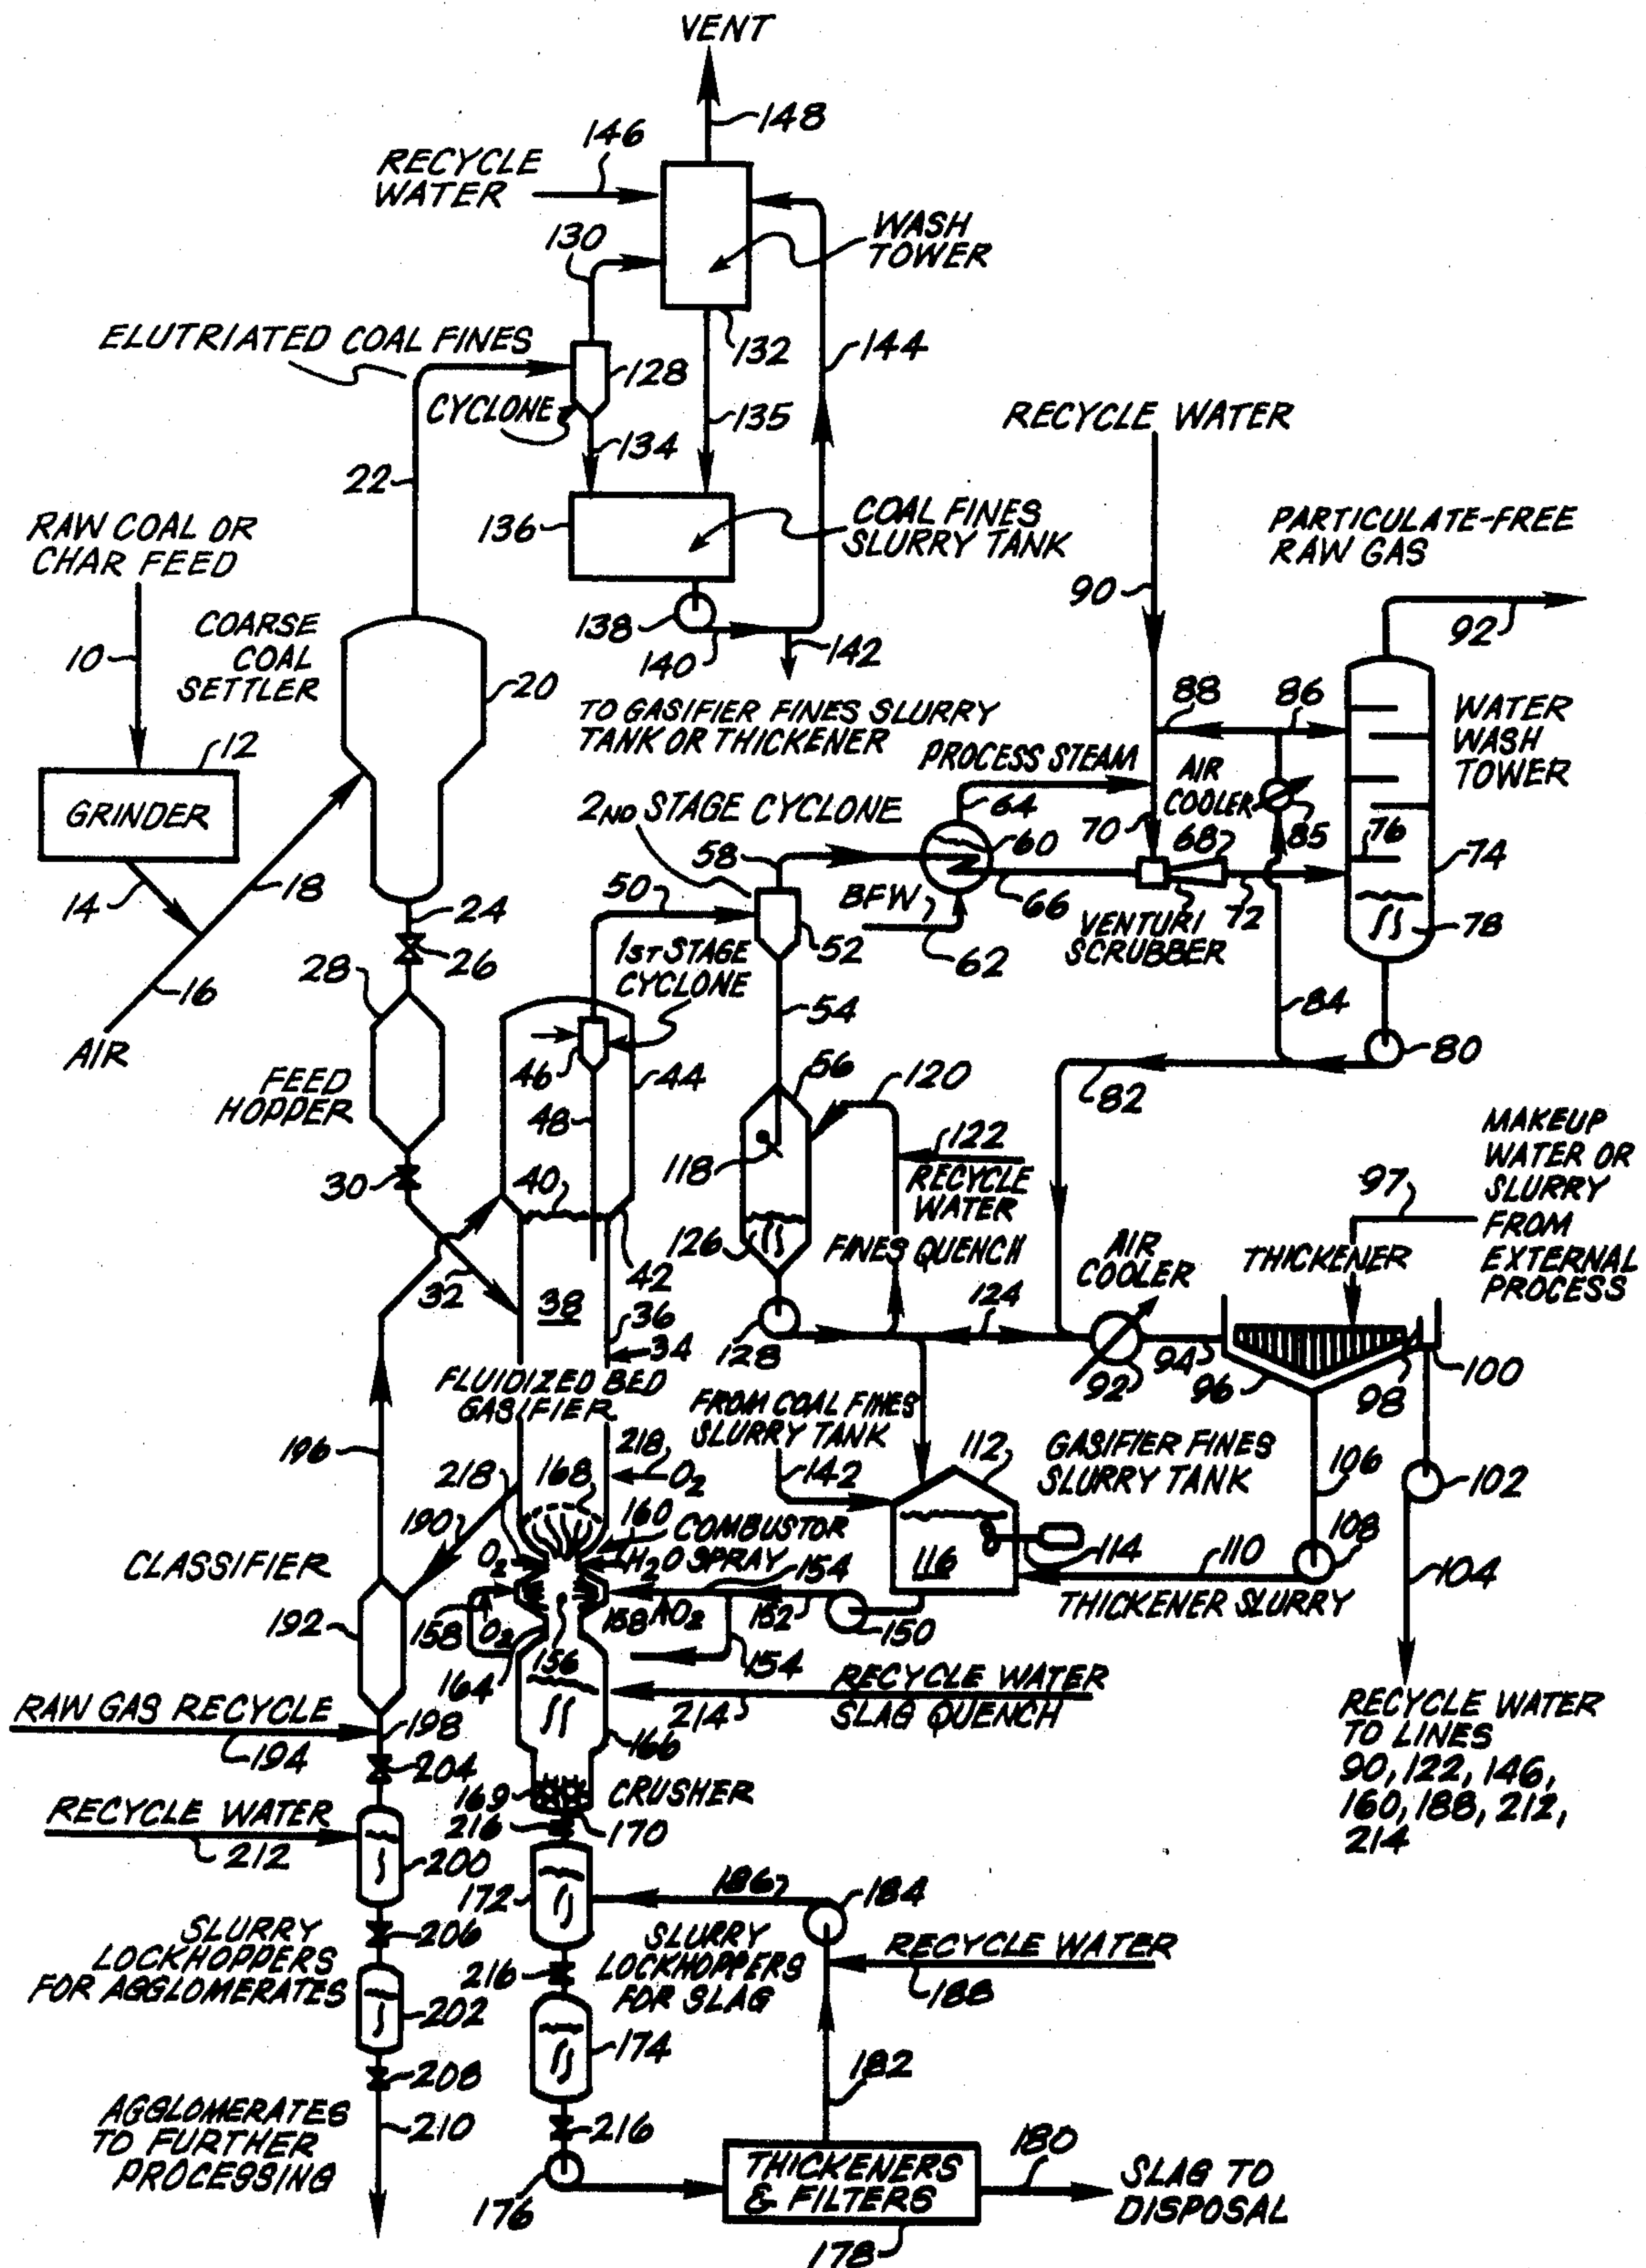 VENT
148
146
RECYCLE
WATER
130
WASH
TOWER
ELUTRIATED COAL FINES
132
144
128
CYCLONE
135
RECYCLE WATER
134
22
RAW COAL OR
CHAR FEED
136
COAL FINES
SLURRY TANK
PARTICULATE-FREE
RAW GAS
90
10
COARSE
COAL
SETTLER
138
140
142
92
20
TO GASIFIER FINES SLURRY
TANK OR THICKENER
88
86
WATER
WASH
TOWER
12
PROCESS STEAM
AIR
COOLER
GRINDER
2ND STAGE CYCLONE
64
70
68
85
76
74
58
60
14
18
24
50
BFW
66
72
78
26
52
62
VENTURI
SCRUBBER
28
1ST STAGE
CYCLONE
16
54
84
AIR
80
46
44
56
120
82
FEED
HOPPER
48
122
MAKEUP
WATER OR
SLURRY
FROM
EXTERNAL
PROCESS
118
RECYCLE
WATER
97
30
40
126
FINES QUENCH
AIR
COOLER
THICKENER
42
32
38
124
36
34
128
92
94
96
98
100
FLUIDIZED BED
GASIFIER
FROM COAL FINES
SLURRY TANK
196
218
112
GASIFIER FINES
SLURRY TANK
106
102
218
168
O2
142
190
160
COMBUSTOR
108
CLASSIFIER
O2
H2O SPRAY
154
116
114
110
104
192
158
O2
158
O2
152
150
THICKENER SLURRY
156
154
164
RECYCLE WATER
RAW GAS RECYCLE
198
214
SLAG QUENCH
RECYCLE WATER
TO LINES
90, 122, 146,
160, 188, 212,
214
194
166
204
169
CRUSHER
RECYCLE WATER
216
170
212
200
186
184
172
SLURRY
LOCKHOPPERS
FOR AGGLOMERATES
206
SLURRY
LOCKHOPPERS
FOR SLAG
RECYCLE WATER
216
188
202
174
182
208
AGGLOMERATES
TO FURTHER
PROCESSING
210
216
180
THICKENERS
& FILTERS
SLAG TO
DISPOSAL
176
178